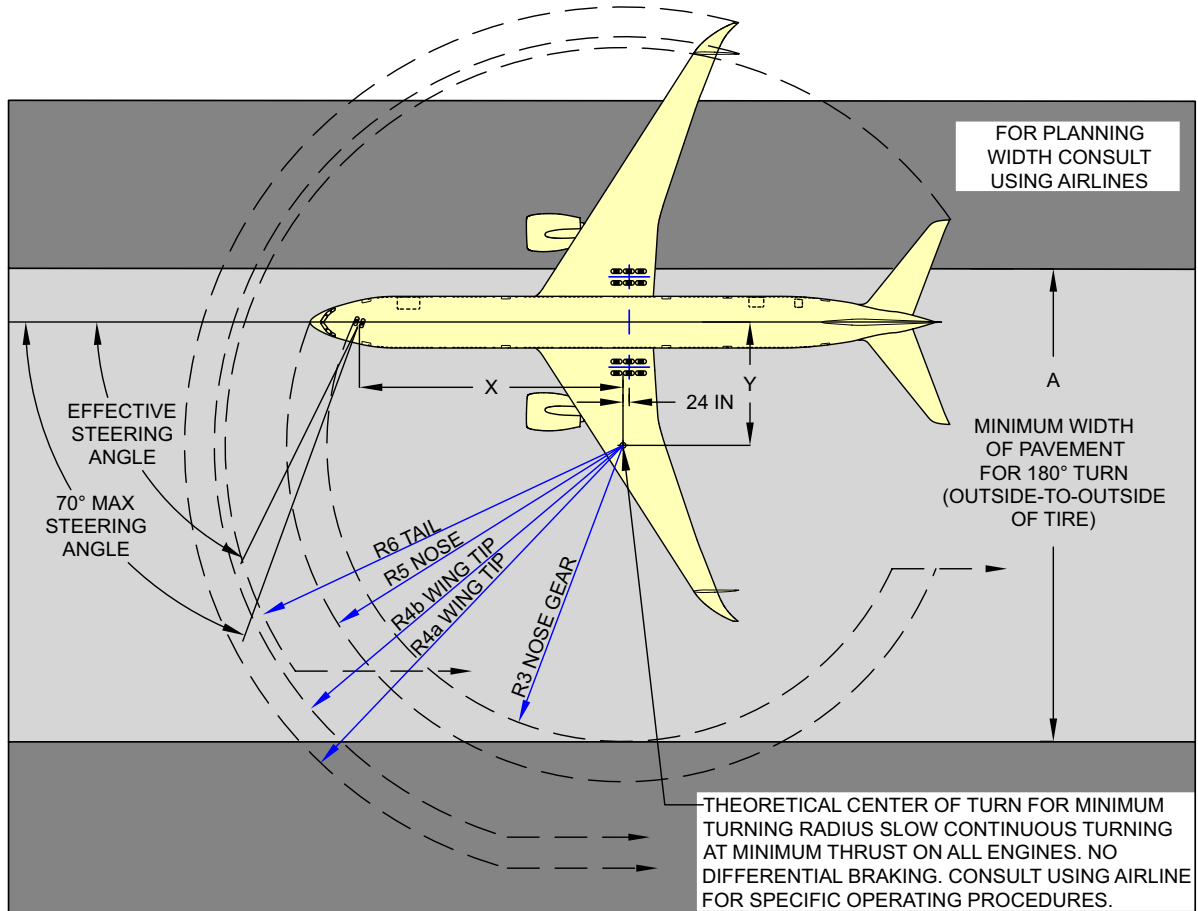 FOR PLANNING
WIDTH CONSULT
USING AIRLINES
X
Y
24 IN
A
EFFECTIVE
STEERING
ANGLE
70° MAX
STEERING
ANGLE
MINIMUM WIDTH
OF PAVEMENT
FOR 180° TURN
(OUTSIDE-TO-OUTSIDE
OF TIRE)
R6 TAIL
R5 NOSE
R4b WING TIP
R4a WING TIP
R3 NOSE GEAR
THEORETICAL CENTER OF TURN FOR MINIMUM
TURNING RADIUS SLOW CONTINUOUS TURNING
AT MINIMUM THRUST ON ALL ENGINES. NO
DIFFERENTIAL BRAKING. CONSULT USING AIRLINE
FOR SPECIFIC OPERATING PROCEDURES.